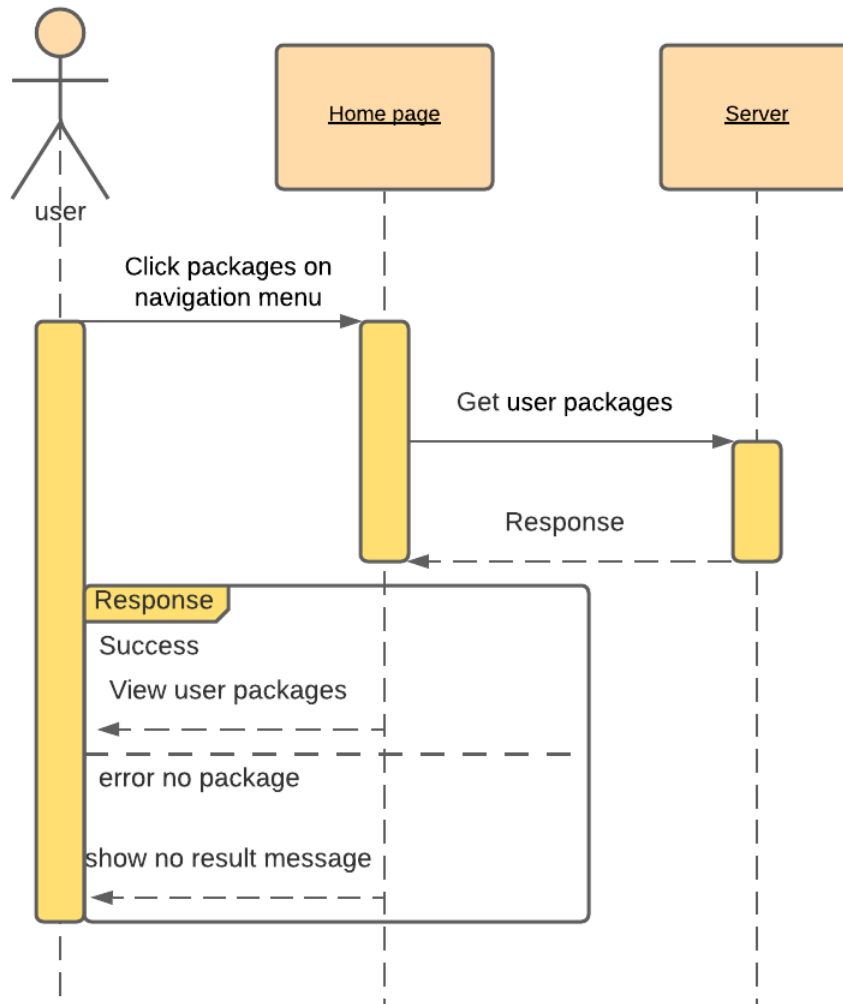 Home page
Server
user
Click packages on
navigation menu
Get user packages
Response
Response
Success
View user packages
error no package
show no result message